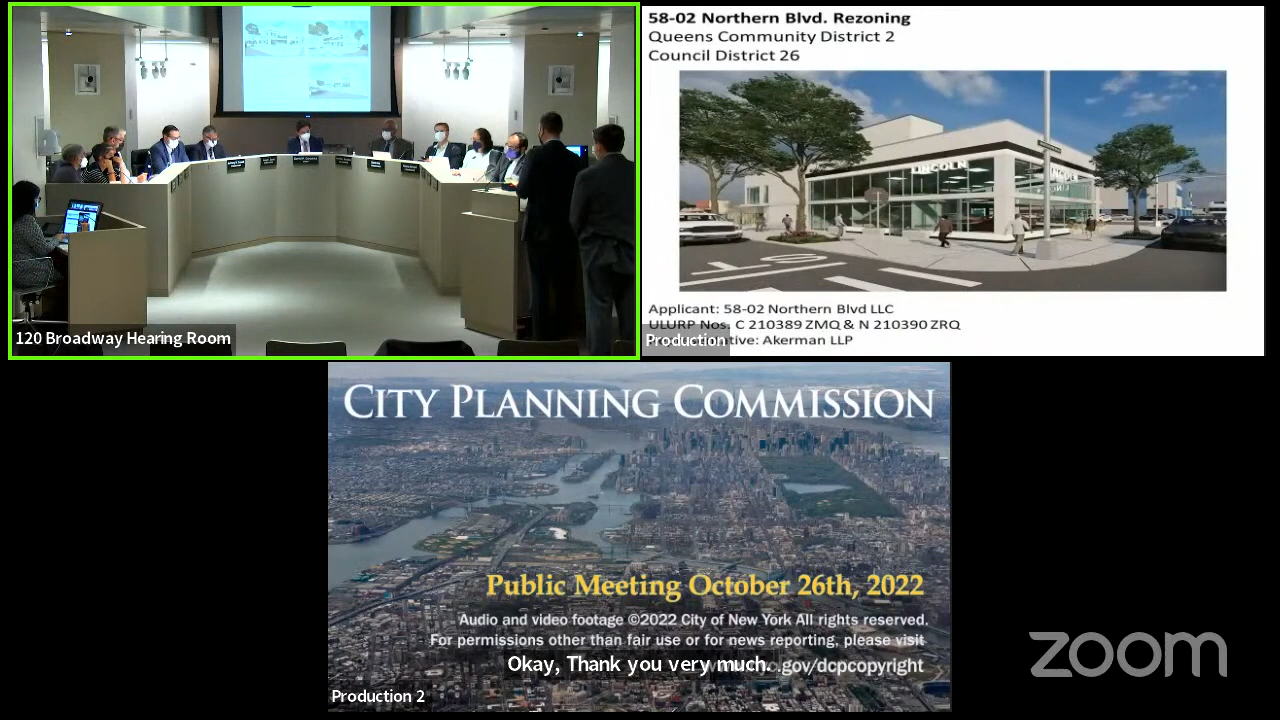 120 Broadway Hearing Room
58-02 Northern Blvd. Rezoning
Queens Community District 2
Council District 26
LINCOLN
LINCOLN
Applicant: 58-02 Northern Blvd LLC
ULURP Nos. C 210389 ZMQ & N 210390 ZRQ
Akerman LLP
Production
CITY PLANNING COMMISSION
Public Meeting October 26th, 2022
Audio and video footage ©2022 City of New York All rights reserved.
For permissions other than fair use or for news reporting, please visit
.gov/dcpcopyright
Okay, Thank you very much.
Production 2
zoom